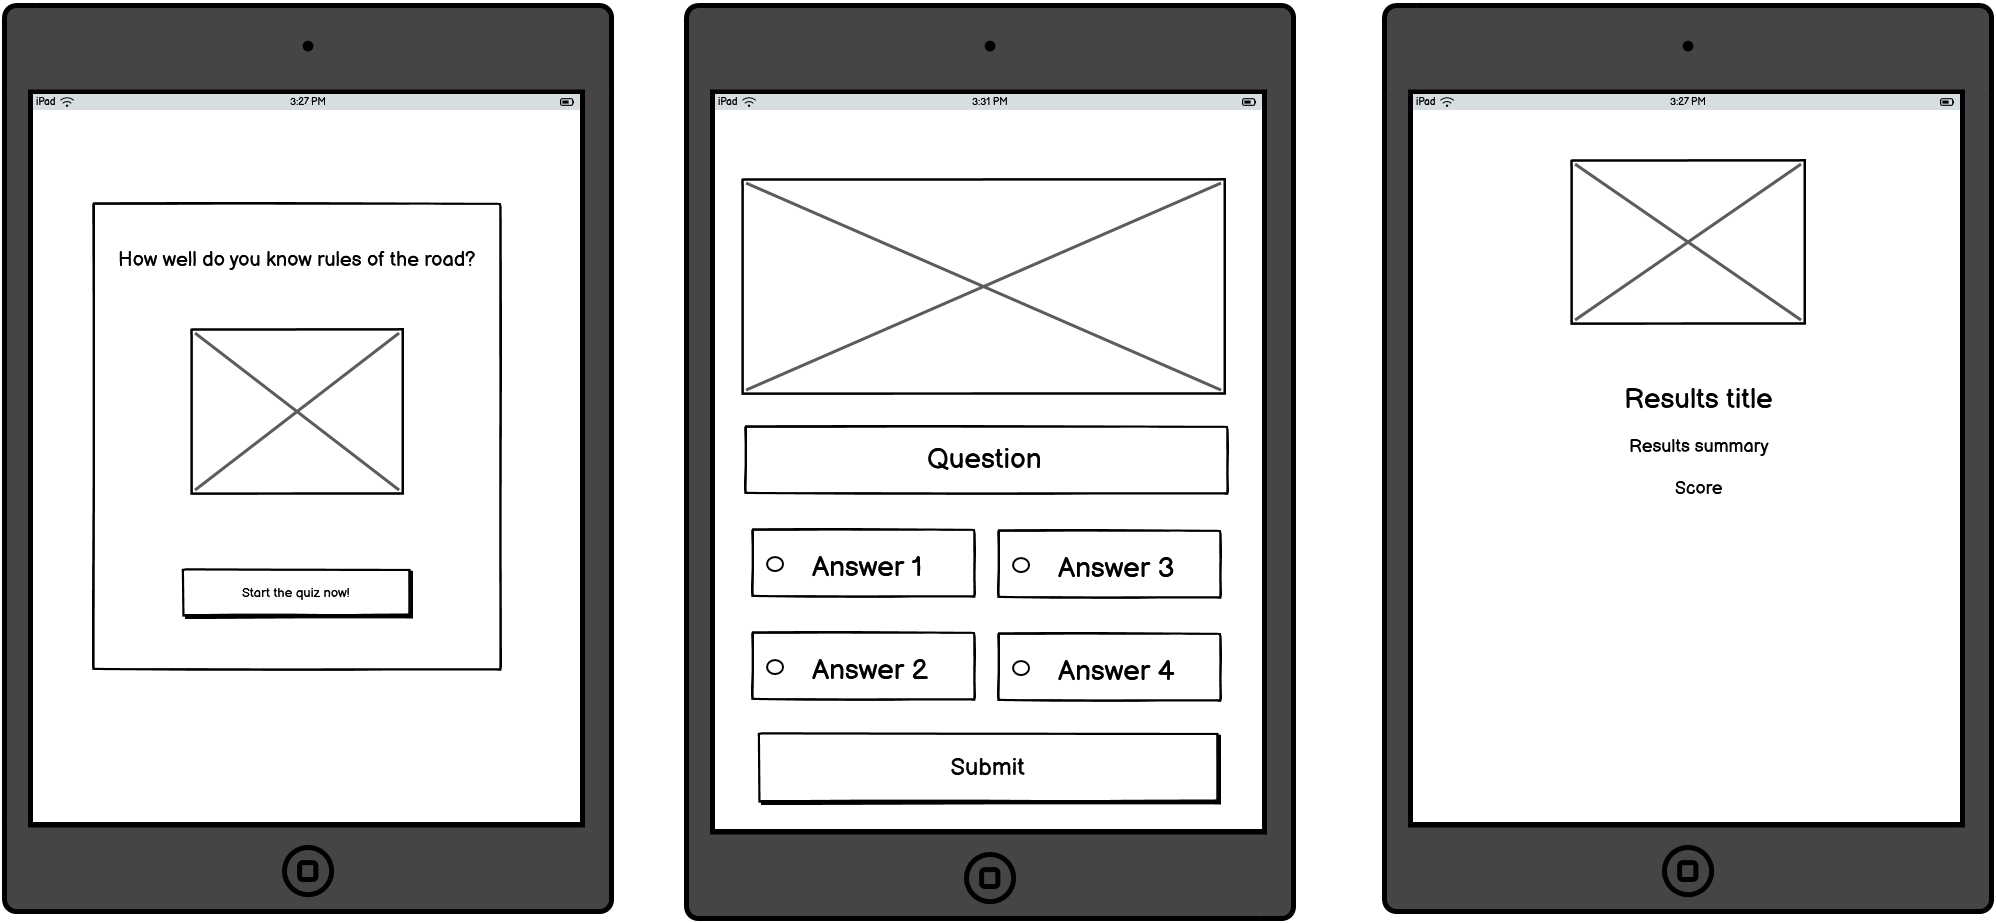 iPad 3:27 PM
How well do you know rules of the road?
Start the quiz now!
iPad 3:31 PM
Question
Answer 1 Answer 3
Answer 2 Answer 4
Submit
iPad 3:27 PM
Results title
Results summary
Score